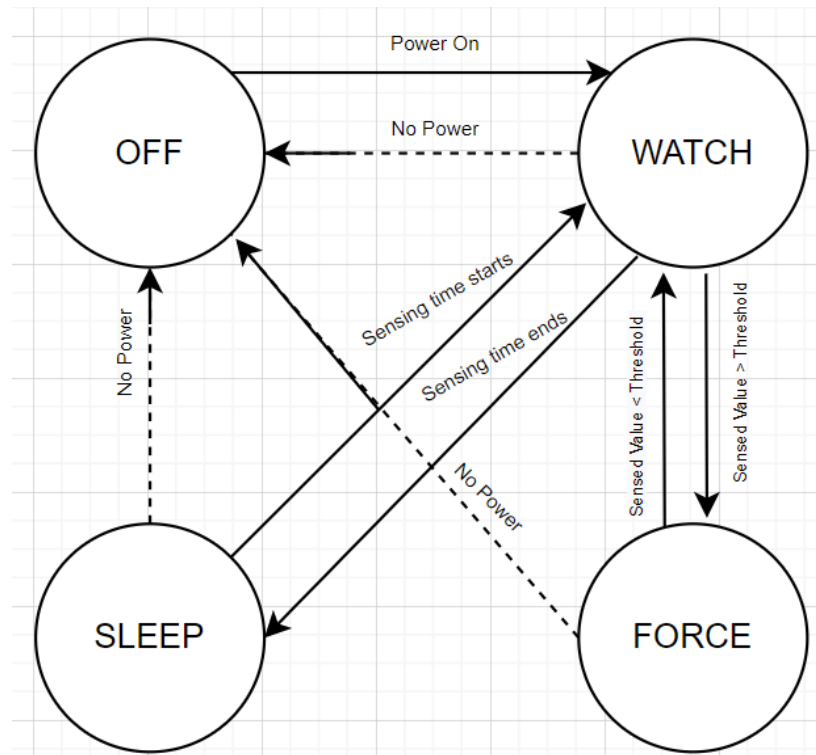 Power On
OFF
No Power
WATCH
Sensing time starts
No Power
Sensing time ends
Sensed Value < Threshold
Sensed Value > Threshold
No Power
SLEEP
FORCE